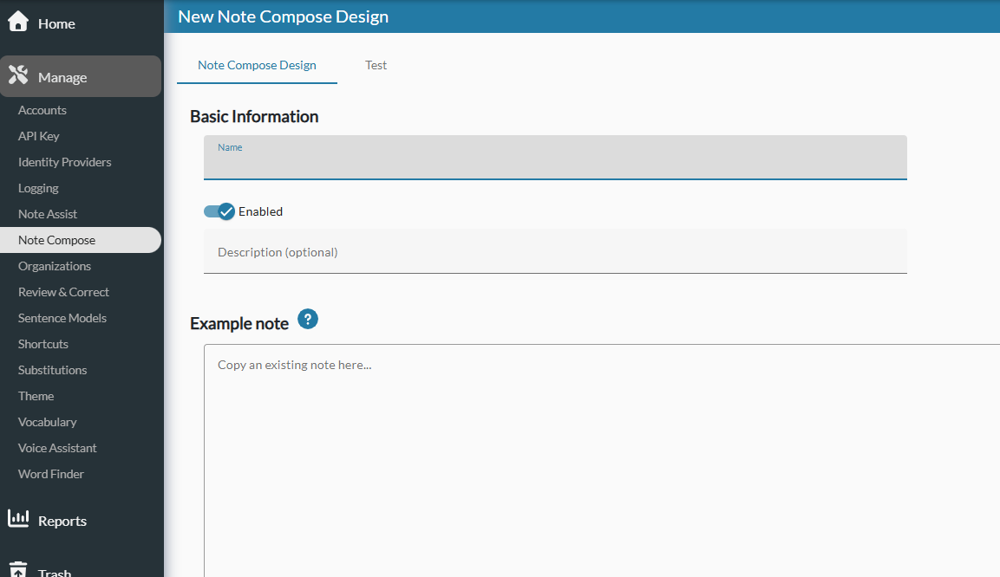 Home
New Note Compose Design
Manage
Accounts
API Key
Identity Providers
Logging
Note Assist
Note Compose
Organizations
Review & Correct
Sentence Models
Shortcuts
Substitutions
Theme
Vocabulary
Voice Assistant
Word Finder
Reports
Trash
Note Compose Design
Test
Basic Information
Name
Enabled
Description (optional)
Example note ?
Copy an existing note here...